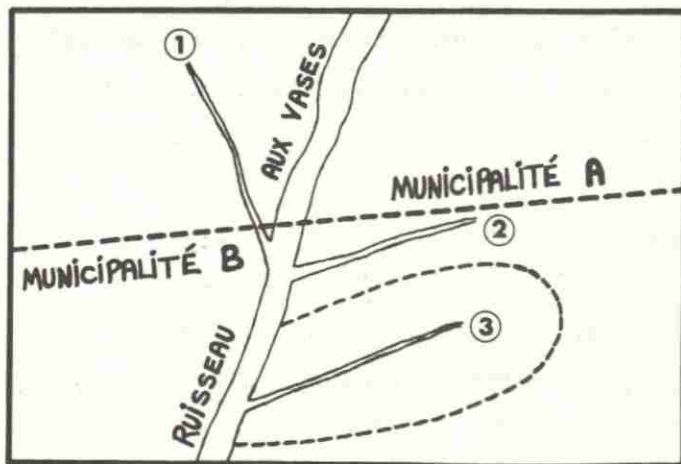 ①
AUX VASES
MUNICIPALITÉ A
②
MUNICIPALITÉ B
③
RUISSEAU